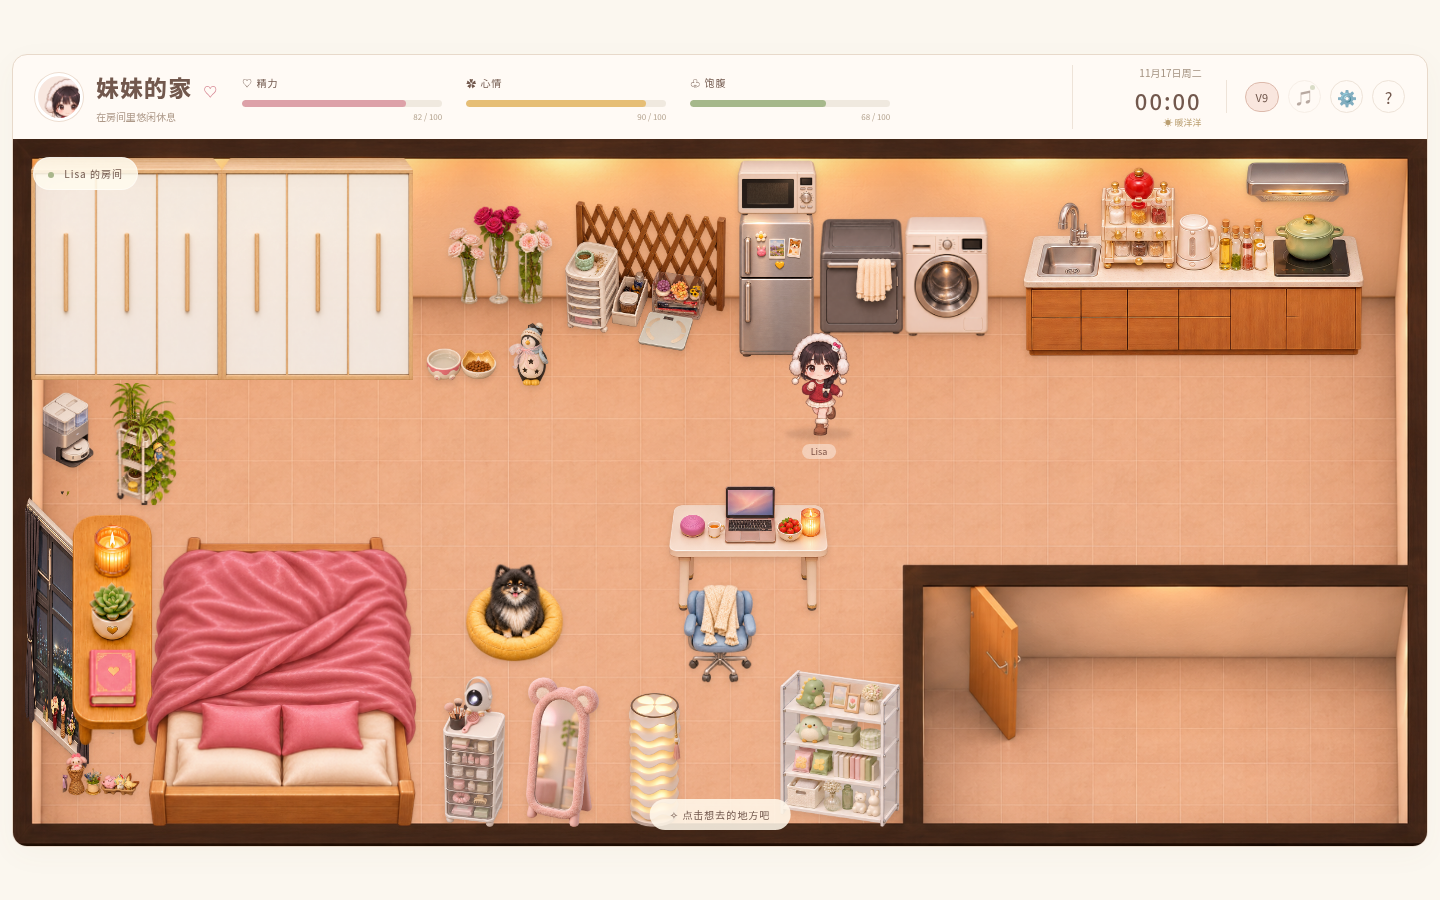 妹妹的家 ♡
在房间里悠闲休息
♡ 精力
82 / 100
✽ 心情
90 / 100
♧ 饱腹
68 / 100
11月17日周二
00:00
☀ 暖洋洋
V9
?
Lisa 的房间
Lisa
✧ 点击想去的地方吧